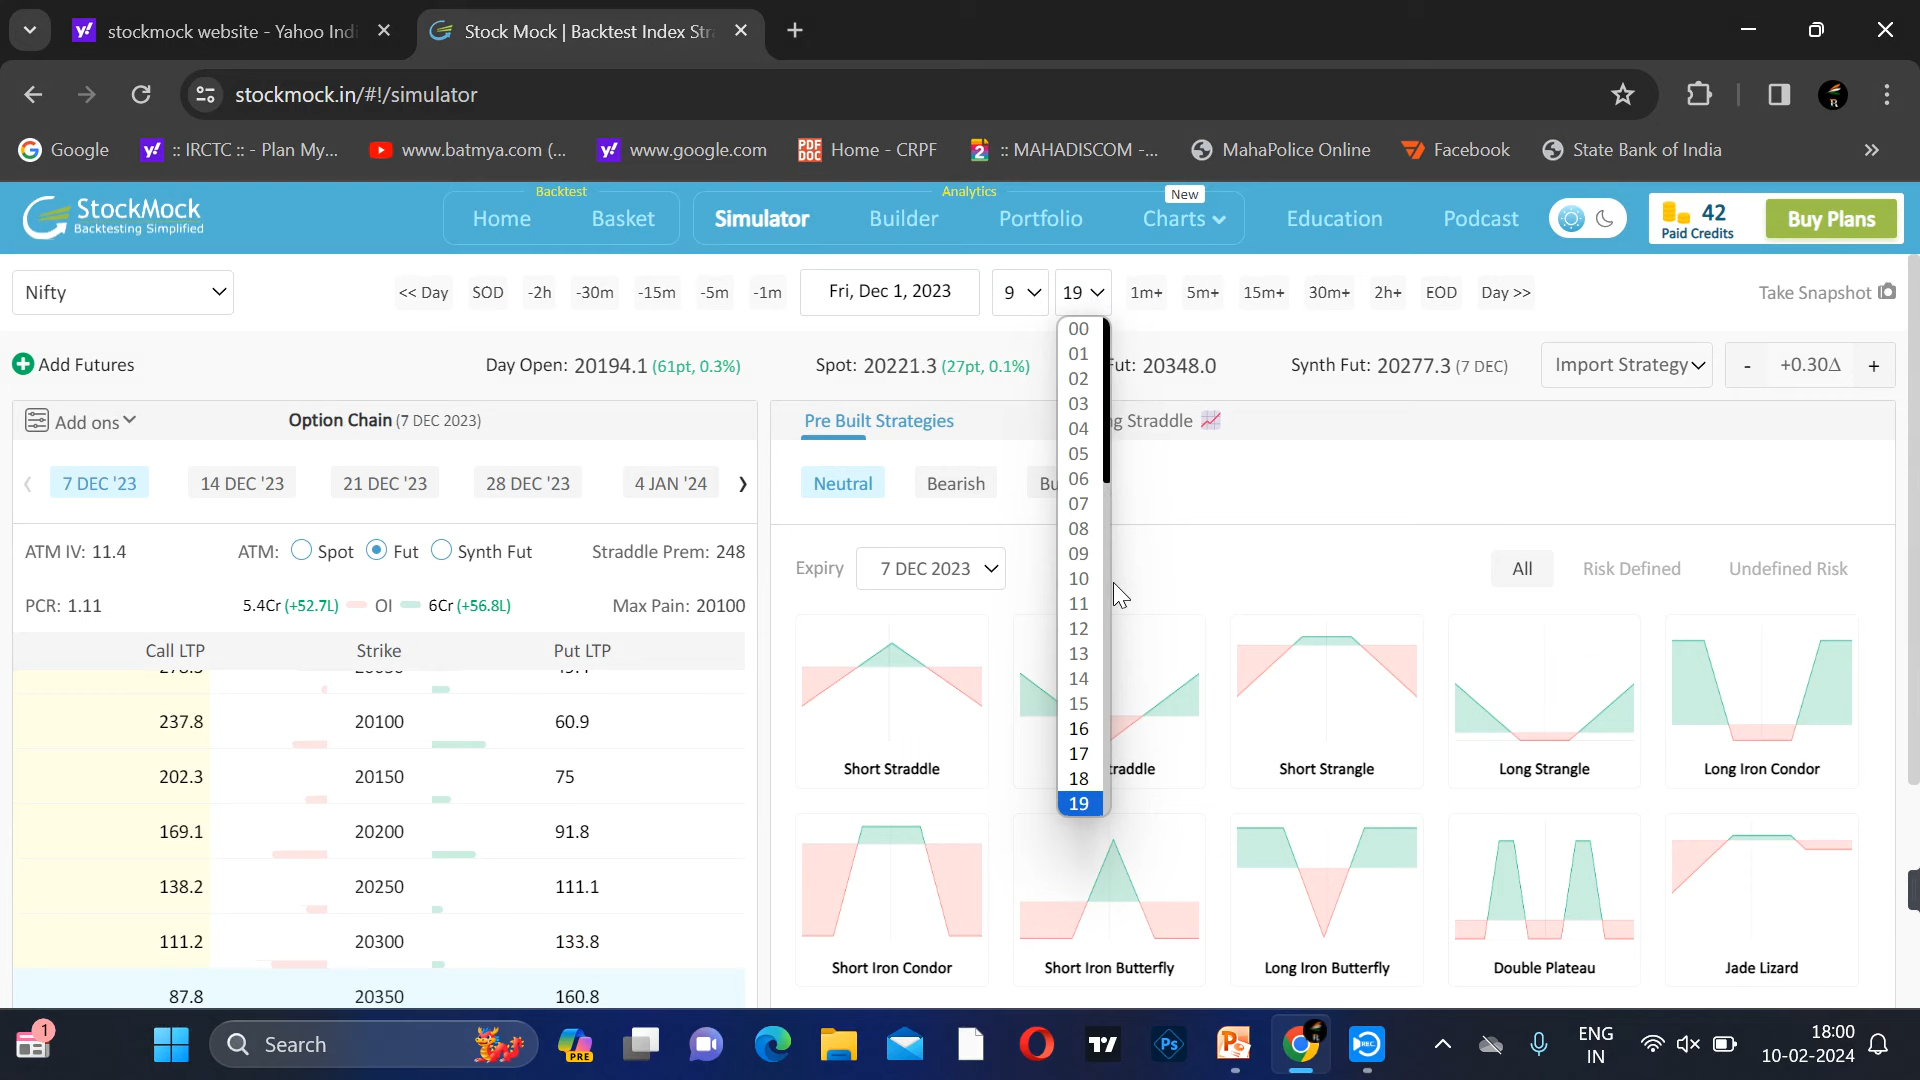 stockmock website - Yahoo Indi
Stock Mock | Backtest Index Stra
stockmock.in/#!/simulator
Google
:: IRCTC :: - Plan My...
www.batmya.com (...
www.google.com
Home - CRPF
:: MAHADISCOM -...
MahaPolice Online
Facebook
State Bank of India
StockMock
Backtesting Simplified
Backtest
Home
Basket
Analytics
Simulator
Builder
Portfolio
New
Charts
Education
Podcast
42
Paid Credits
Buy Plans
Nifty
<< Day
SOD
-2h
-30m
-15m
-5m
-1m
Fri, Dec 1, 2023
9
19
1m+
5m+
15m+
30m+
2h+
EOD
Day >>
Take Snapshot
Add Futures
Day Open: 20194.1 (61pt, 0.3%)
Spot: 20221.3 (27pt, 0.1%)
Fut: 20348.0
Synth Fut: 20277.3 (7 DEC)
Import Strategy
-
+0.30Δ
+
00
01
02
03
04
05
06
07
08
09
10
11
12
13
14
15
16
17
18
19
Add ons
Option Chain (7 DEC 2023)
7 DEC '23
14 DEC '23
21 DEC '23
28 DEC '23
4 JAN '24
ATM IV: 11.4
ATM:
Spot
Fut
Synth Fut
Straddle Prem: 248
PCR: 1.11
5.4Cr (+52.7L)
OI
6Cr (+56.8L)
Max Pain: 20100
Call LTP
Strike
Put LTP
237.8 20100 60.9
202.3 20150 75
169.1 20200 91.8
138.2 20250 111.1
111.2 20300 133.8
87.8 20350 160.8
Pre Built Strategies
g Straddle
Neutral
Bearish
Bu
Expiry
7 DEC 2023
All
Risk Defined
Undefined Risk
Short Straddle
raddle
Short Strangle
Long Strangle
Long Iron Condor
Short Iron Condor
Short Iron Butterfly
Long Iron Butterfly
Double Plateau
Jade Lizard
1
Search
PRE
Ps
REC
ENG
IN
18:00
10-02-2024